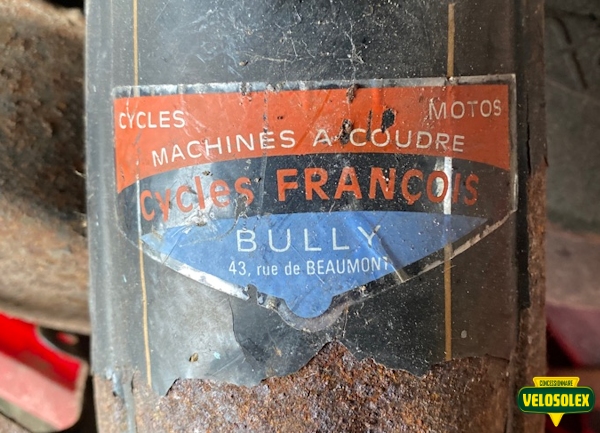 CYCLES MOTOS
MACHINES A COUDRE
Cycles FRANÇOIS
BULLY
43, rue de BEAUMONT
CONCESSIONNAIRE
VELOSOLEX